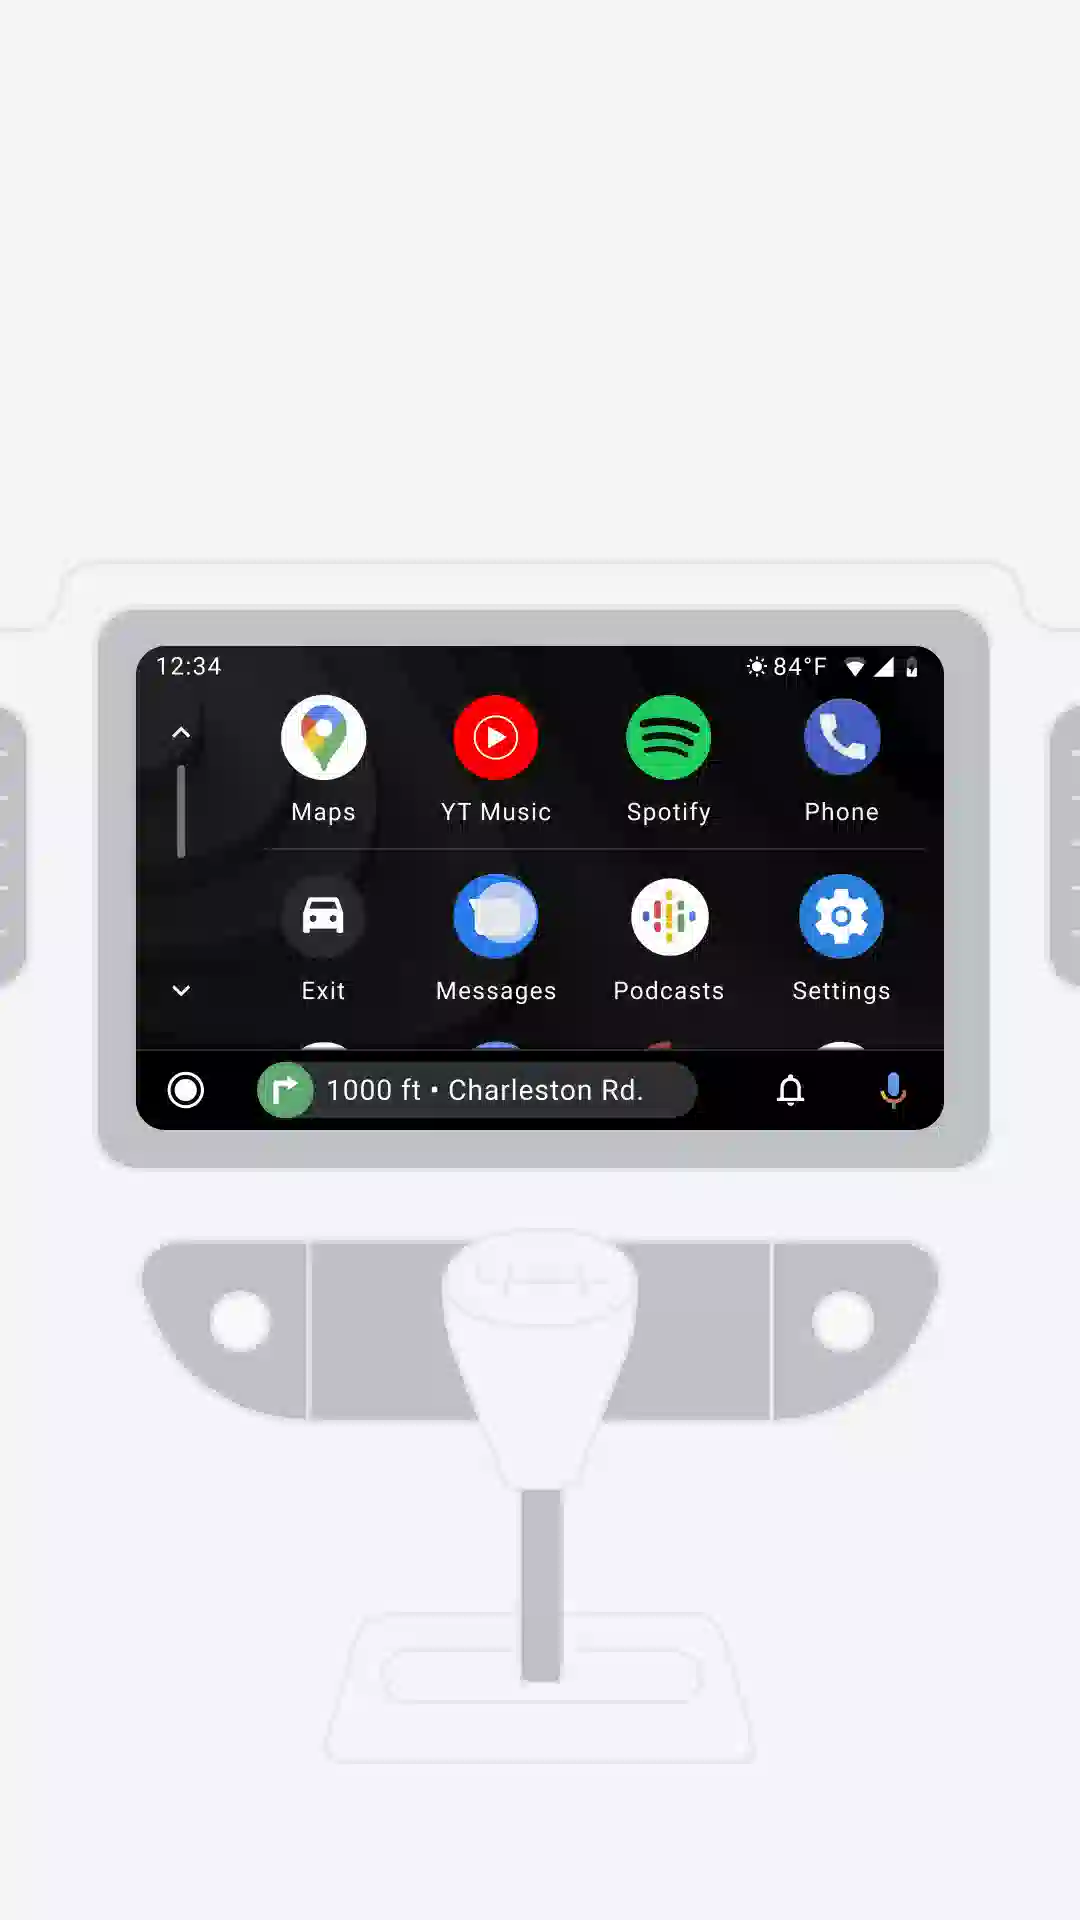 12:34 84°F
Maps YT Music Spotify Phone
Exit Messages Podcasts Settings
1000 ft • Charleston Rd.